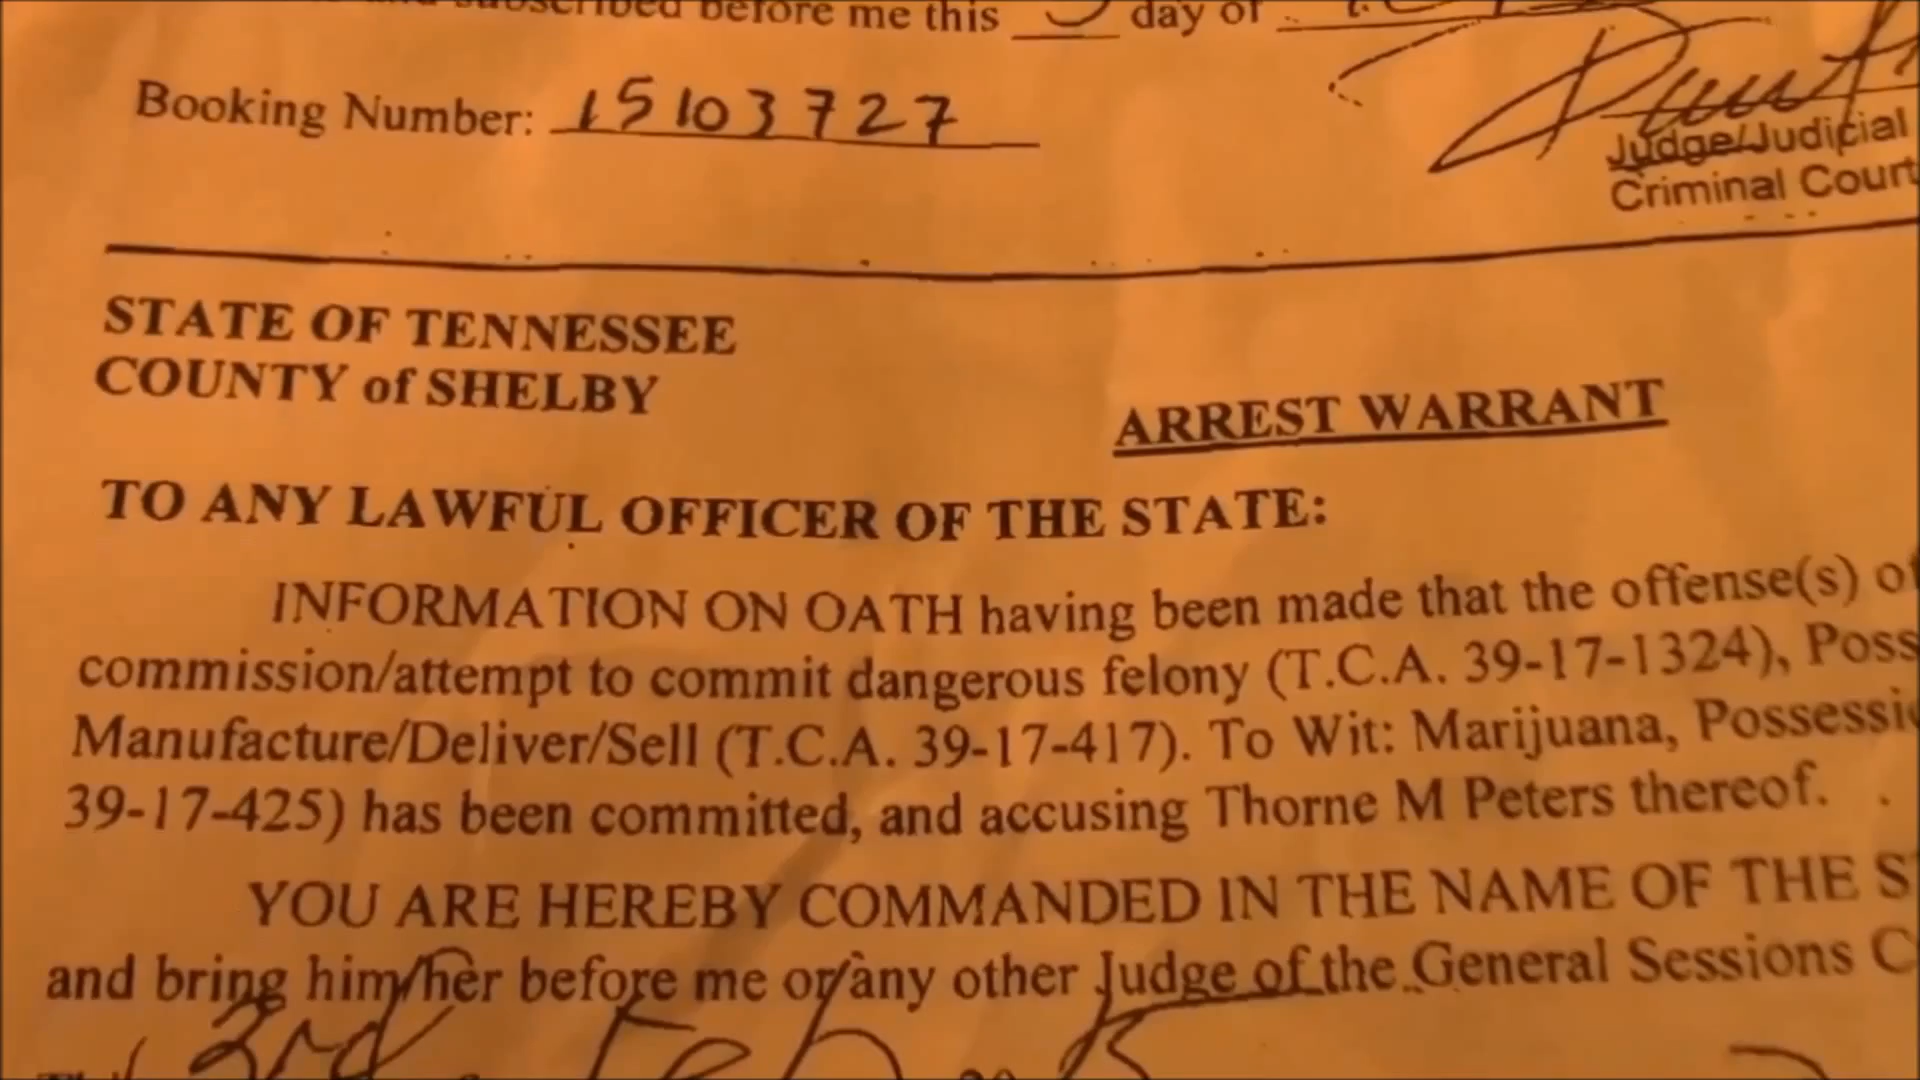 subscribed before me this 3 day of
Booking Number: 15103727
Judge/Judicial
Criminal Court
STATE OF TENNESSEE
COUNTY of SHELBY
ARREST WARRANT
TO ANY LAWFUL OFFICER OF THE STATE:
INFORMATION ON OATH having been made that the offense(s) of
commission/attempt to commit dangerous felony (T.C.A. 39-17-1324), Poss
Manufacture/Deliver/Sell (T.C.A. 39-17-417). To Wit: Marijuana, Possessi
39-17-425) has been committed, and accusing Thorne M Peters thereof.
YOU ARE HEREBY COMMANDED IN THE NAME OF THE S
and bring him/her before me or any other Judge of the General Sessions C
3rd Feb